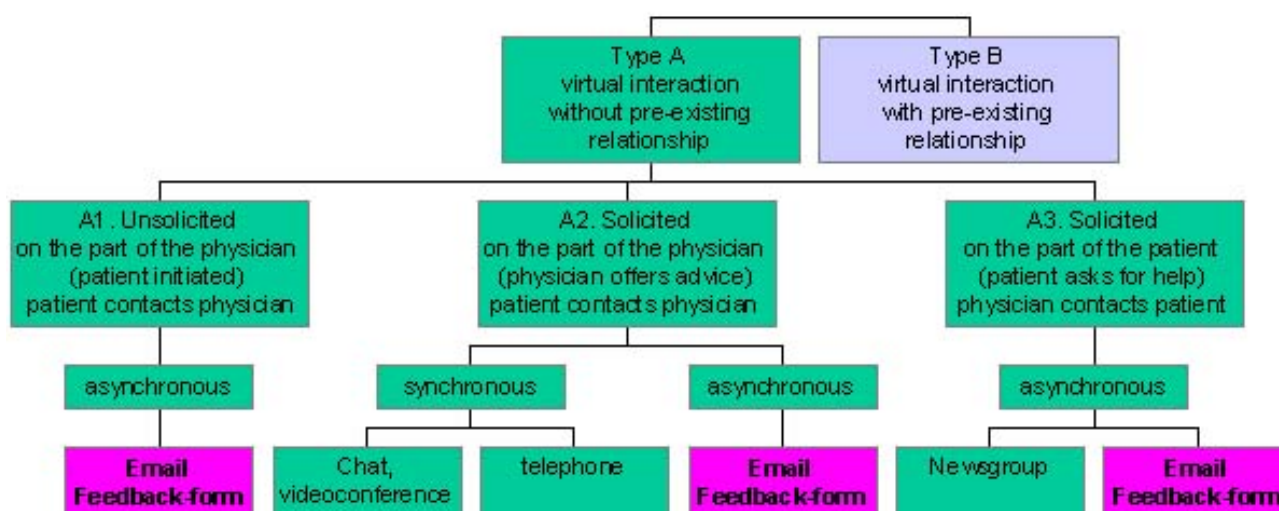 Type A
virtual interaction
without pre-existing
relationship
Type B
virtual interaction
with pre-existing
relationship
A1. Unsolicited
on the part of the physician
(patient initiated)
patient contacts physician
A2. Solicited
on the part of the physician
(physician offers advice)
patient contacts physician
A3. Solicited
on the part of the patient
(patient asks for help)
physician contacts patient
asynchronous
synchronous
asynchronous
asynchronous
Email
Feedback-form
Chat,
videoconference
telephone
Email
Feedback-form
Newsgroup
Email
Feedback-form